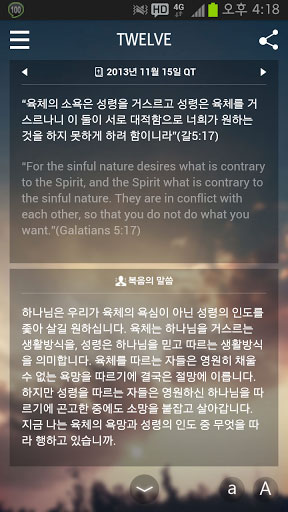 100
HD 4G 오후 4:18
TWELVE
2013년 11월 15일 QT
“육체의 소욕은 성령을 거스르고 성령은 육체를 거
스르나니 이 둘이 서로 대적함으로 너희가 원하는
것을 하지 못하게 하려 함이니라”(갈5:17)
“For the sinful nature desires what is contrary
to the Spirit, and the Spirit what is contrary to
the sinful nature. They are in conflict with
each other, so that you do not do what you
want.”(Galatians 5:17)
복음의 말씀
하나님은 우리가 육체의 욕심이 아닌 성령의 인도를
좇아 살길 원하십니다. 육체는 하나님을 거스르는
생활방식을, 성령은 하나님을 믿고 따르는 생활방식
을 의미합니다. 육체를 따르는 자들은 영원히 채울
수 없는 욕망을 따르기에 결국은 절망에 이릅니다.
하지만 성령을 따르는 자들은 영원하신 하나님을 따
르기에 곤고한 중에도 소망을 붙잡고 살아갑니다.
지금 나는 육체의 욕망과 성령의 인도 중 무엇을 따
라 행하고 있습니까.
a A